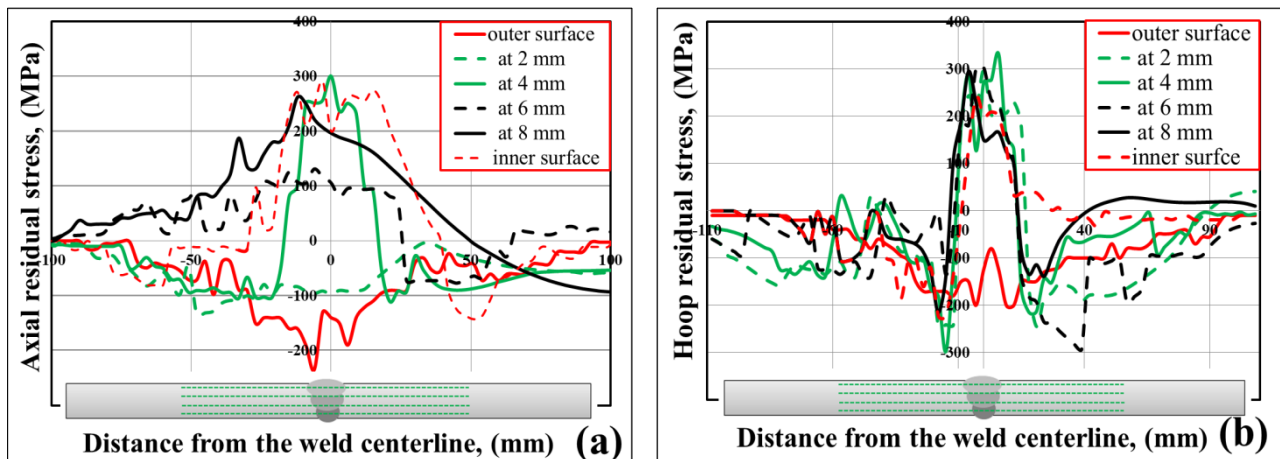 400
300
200
100
0
-100
-200
-100
-50
0
50
100
outer surface
at 2 mm
at 4 mm
at 6 mm
at 8 mm
inner surface
Axial residual stress, (MPa)
Distance from the weld centerline, (mm)
(a)
400
300
200
100
0
-100
-200
-300
-110
-60
40
90
outer surface
at 2 mm
at 4 mm
at 6 mm
at 8 mm
inner surfce
Hoop residual stress, (MPa)
Distance from the weld centerline, (mm)
(b)